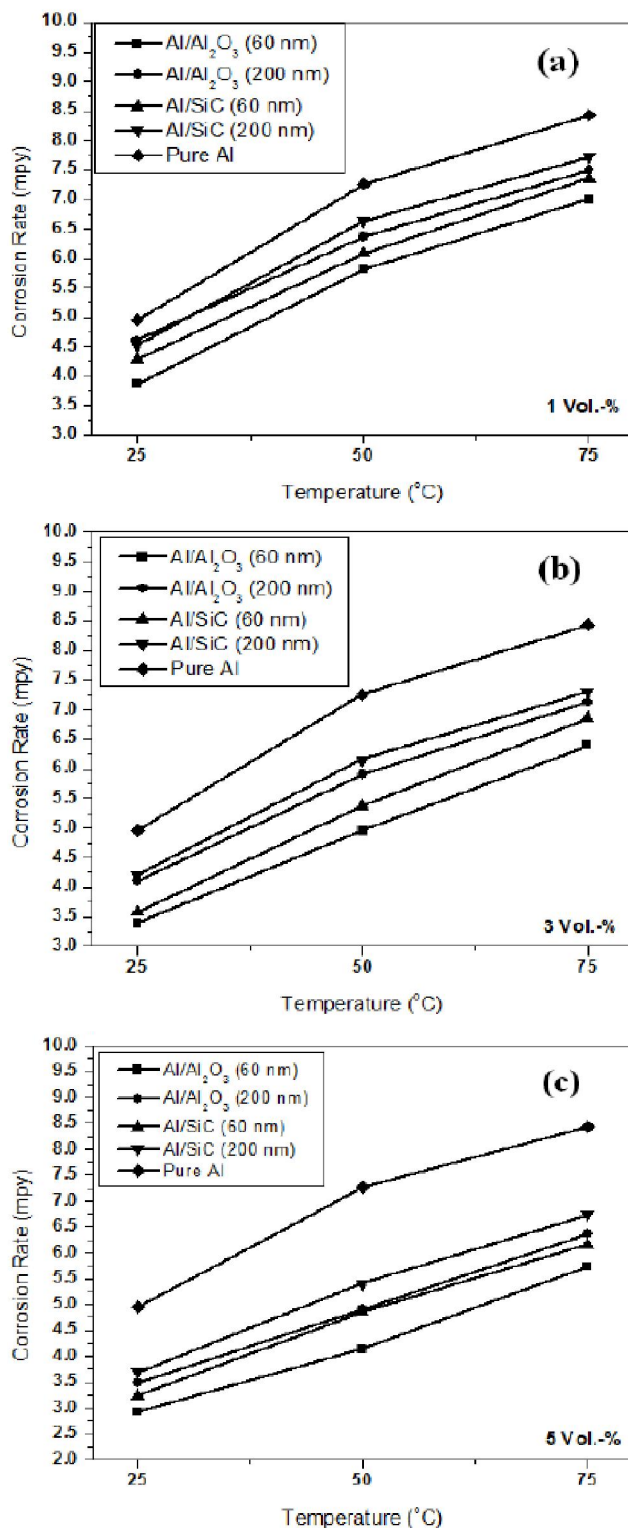 10.0
9.5
9.0
8.5
8.0
7.5
7.0
6.5
6.0
5.5
5.0
4.5
4.0
3.5
3.0
Corrosion Rate (mpy)
Al/Al₂O₃ (60 nm)
Al/Al₂O₃ (200 nm)
Al/SiC (60 nm)
Al/SiC (200 nm)
Pure Al
(a)
1 Vol.-%
25 50 75
Temperature (°C)
10.0
9.5
9.0
8.5
8.0
7.5
7.0
6.5
6.0
5.5
5.0
4.5
4.0
3.5
3.0
Corrosion Rate (mpy)
Al/Al₂O₃ (60 nm)
Al/Al₂O₃ (200 nm)
Al/SiC (60 nm)
Al/SiC (200 nm)
Pure Al
(b)
3 Vol.-%
25 50 75
Temperature (°C)
10.0
9.5
9.0
8.5
8.0
7.5
7.0
6.5
6.0
5.5
5.0
4.5
4.0
3.5
3.0
2.5
2.0
Corrosion Rate (mpy)
Al/Al₂O₃ (60 nm)
Al/Al₂O₃ (200 nm)
Al/SiC (60 nm)
Al/SiC (200 nm)
Pure Al
(c)
5 Vol.-%
25 50 75
Temperature (°C)